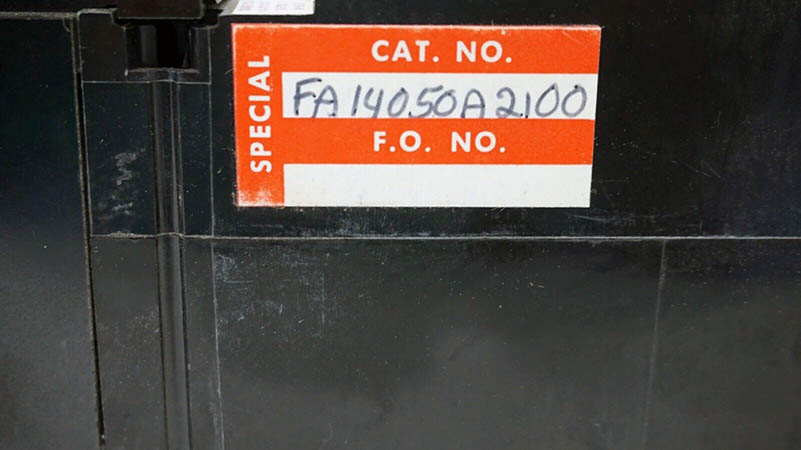 SPECIAL
CAT. NO.
FA14050A2100
F.O. NO.